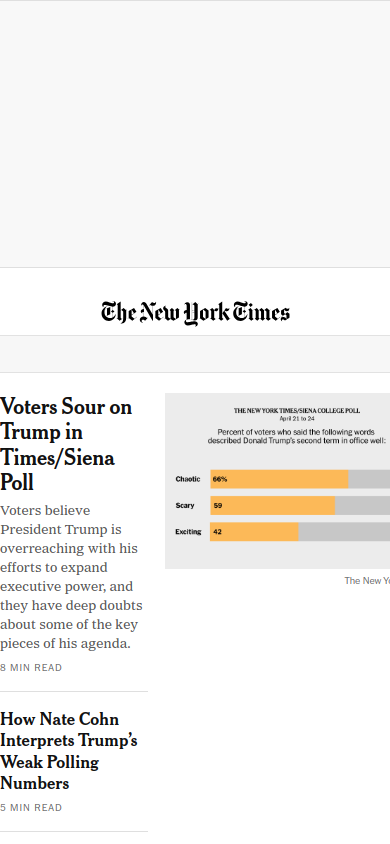 The New York Times
Voters Sour on
Trump in
Times/Siena
Poll
Voters believe
President Trump is
overreaching with his
efforts to expand
executive power, and
they have deep doubts
about some of the key
pieces of his agenda.
8 MIN READ
THE NEW YORK TIMES/SIENA COLLEGE POLL
April 21 to 24
Percent of voters who said the following words
described Donald Trump's second term in office well:
Chaotic 66%
Scary 59
Exciting 42
The New Yo
How Nate Cohn
Interprets Trump’s
Weak Polling
Numbers
5 MIN READ